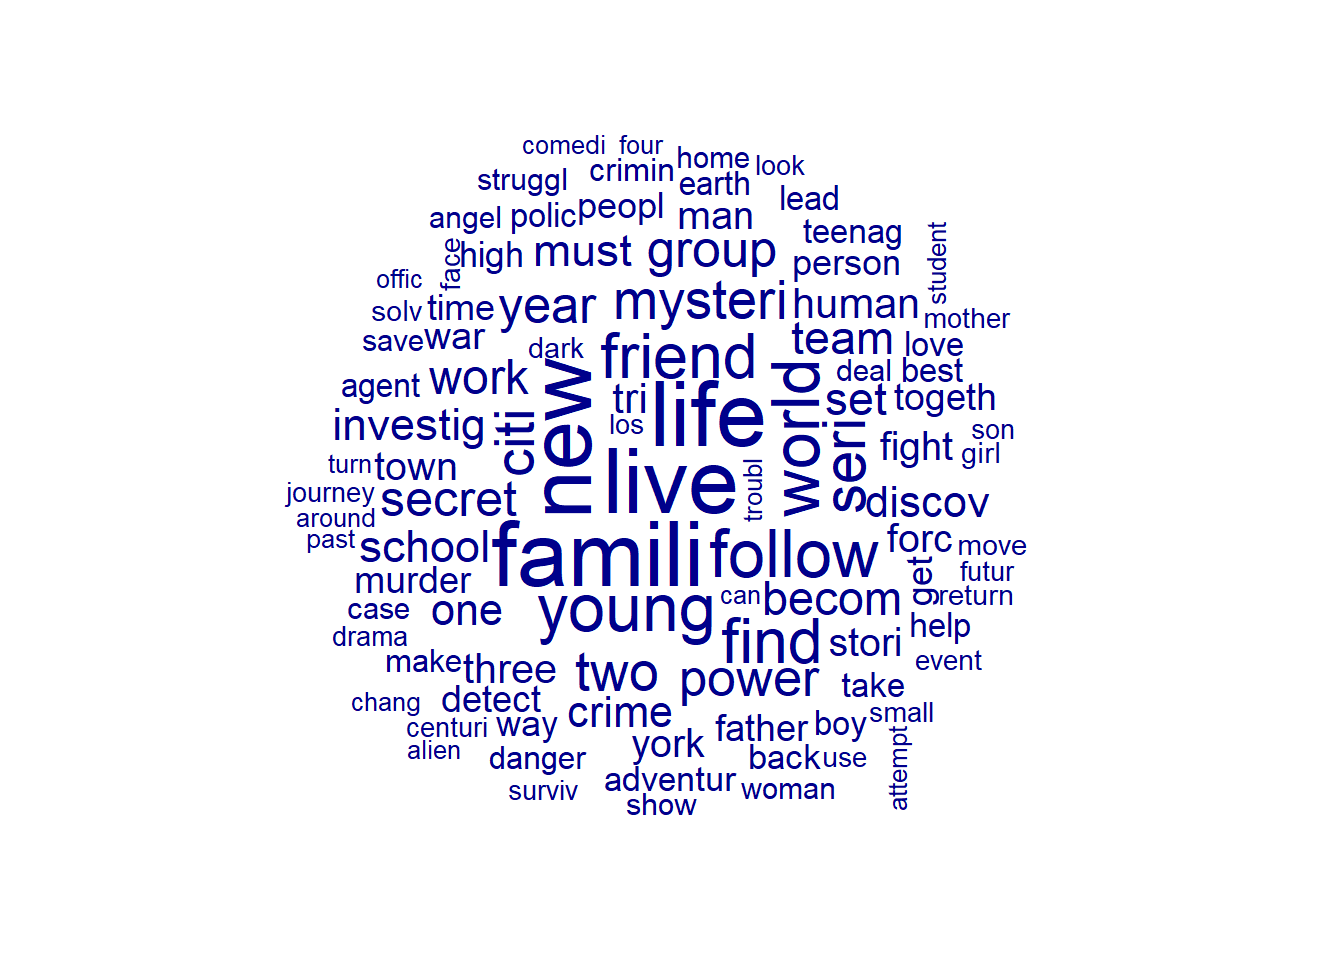 comedi four
struggl crimin home look
earth
angel polic peopl man lead
face high must group teenag
person student
offic
solv time year mysteri human mother
save war dark friend team love
agent work new tri life world deal best
set togeth
investig citi los seri fight son
girl
turn town live troubl
journey secret discov
around
past school famili follow forc move
murder get futur
case one young can becom return
drama find stori help
make three two power event
take
chang detect crime small
centuri way father boy
alien york attempt
danger back use
surviv adventur woman
show